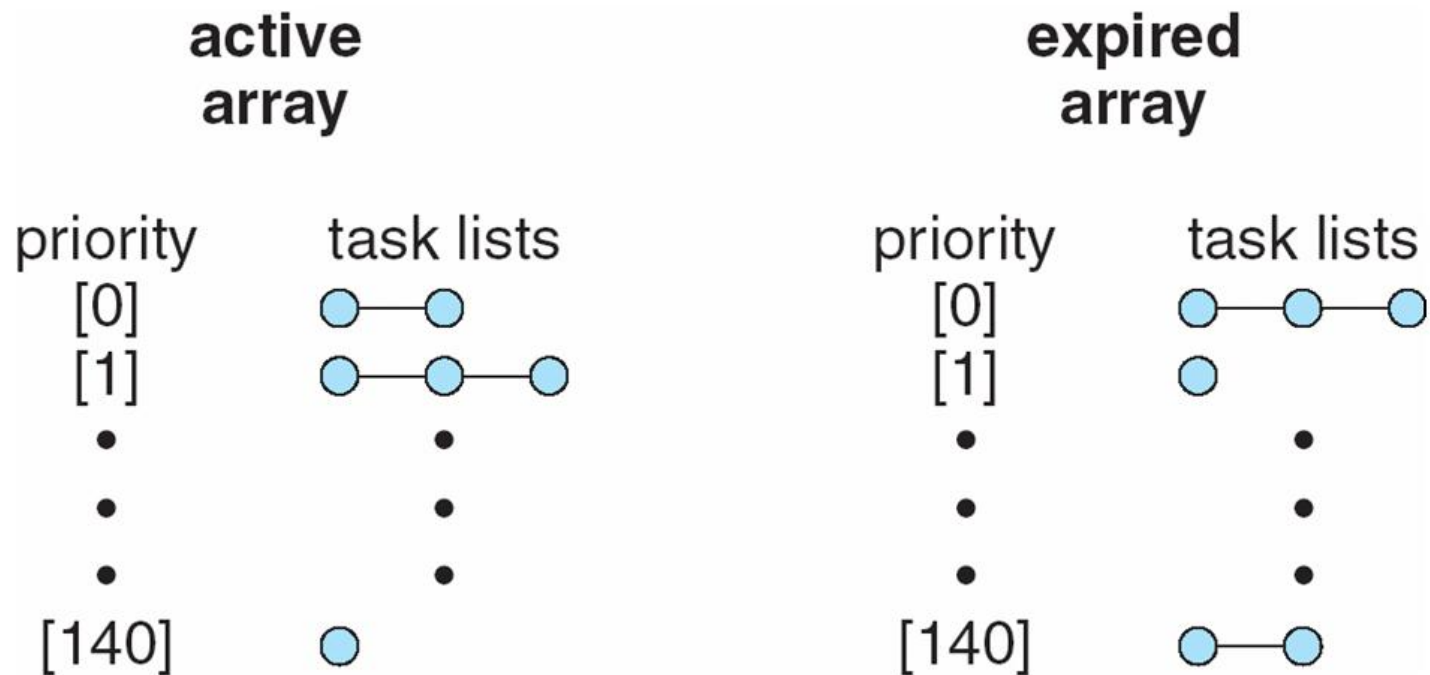 active
array
expired
array
priority task lists
[0]
[1]
[140]
priority task lists
[0]
[1]
[140]